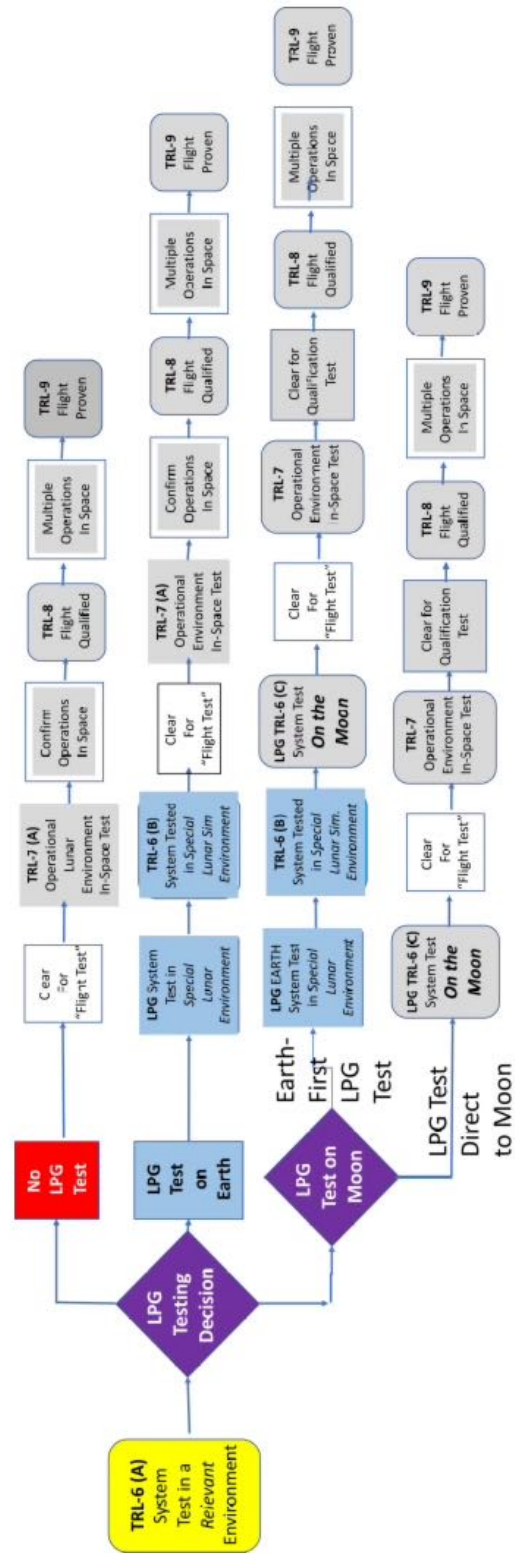 TRL-6 (A)
System
Test in a
Relevant
Environment
LPG
Testing
Decision
No
LPG
Test
Clear
For
"Flight Test"
TRL-7 (A)
Operational
Lunar
Environment
In-Space Test
Confirm
Operations
In Space
TRL-8
Flight
Qualified
Multiple
Operations
In Space
TRL-9
Flight
Proven
LPG
Test
on
Earth
LPG System
Test in
Special
Lunar
Environment
TRL-6 (B)
System Tested
in Special
Lunar Sim
Environment
Clear
For
"Flight Test"
TRL-7 (A)
Operational
Environment
In-Space Test
Confirm
Operations
In Space
TRL-8
Flight
Qualified
Multiple
Operations
In Space
TRL-9
Flight
Proven
LPG
Test on
Moon
Earth-
First
LPG
Test
LPG EARTH
System Test
in Special
Lunar
Environment
TRL-6 (B)
System Tested
in Special
Lunar Sim.
Environment
LPG TRL-6 (C)
System Test
On the
Moon
Clear
For
"Flight Test"
TRL-7
Operational
Environment
In-Space Test
Clear for
Qualification
Test
TRL-8
Flight
Qualified
Multiple
Operations
In Space
TRL-9
Flight
Proven
LPG Test
Direct
to Moon
LPG TRL-6 (C)
System Test
On the
Moon
Clear
For
"Flight Test"
TRL-7
Operational
Environment
In-Space Test
Clear for
Qualification
Test
TRL-8
Flight
Qualified
Multiple
Operations
In Space
TRL-9
Flight
Proven